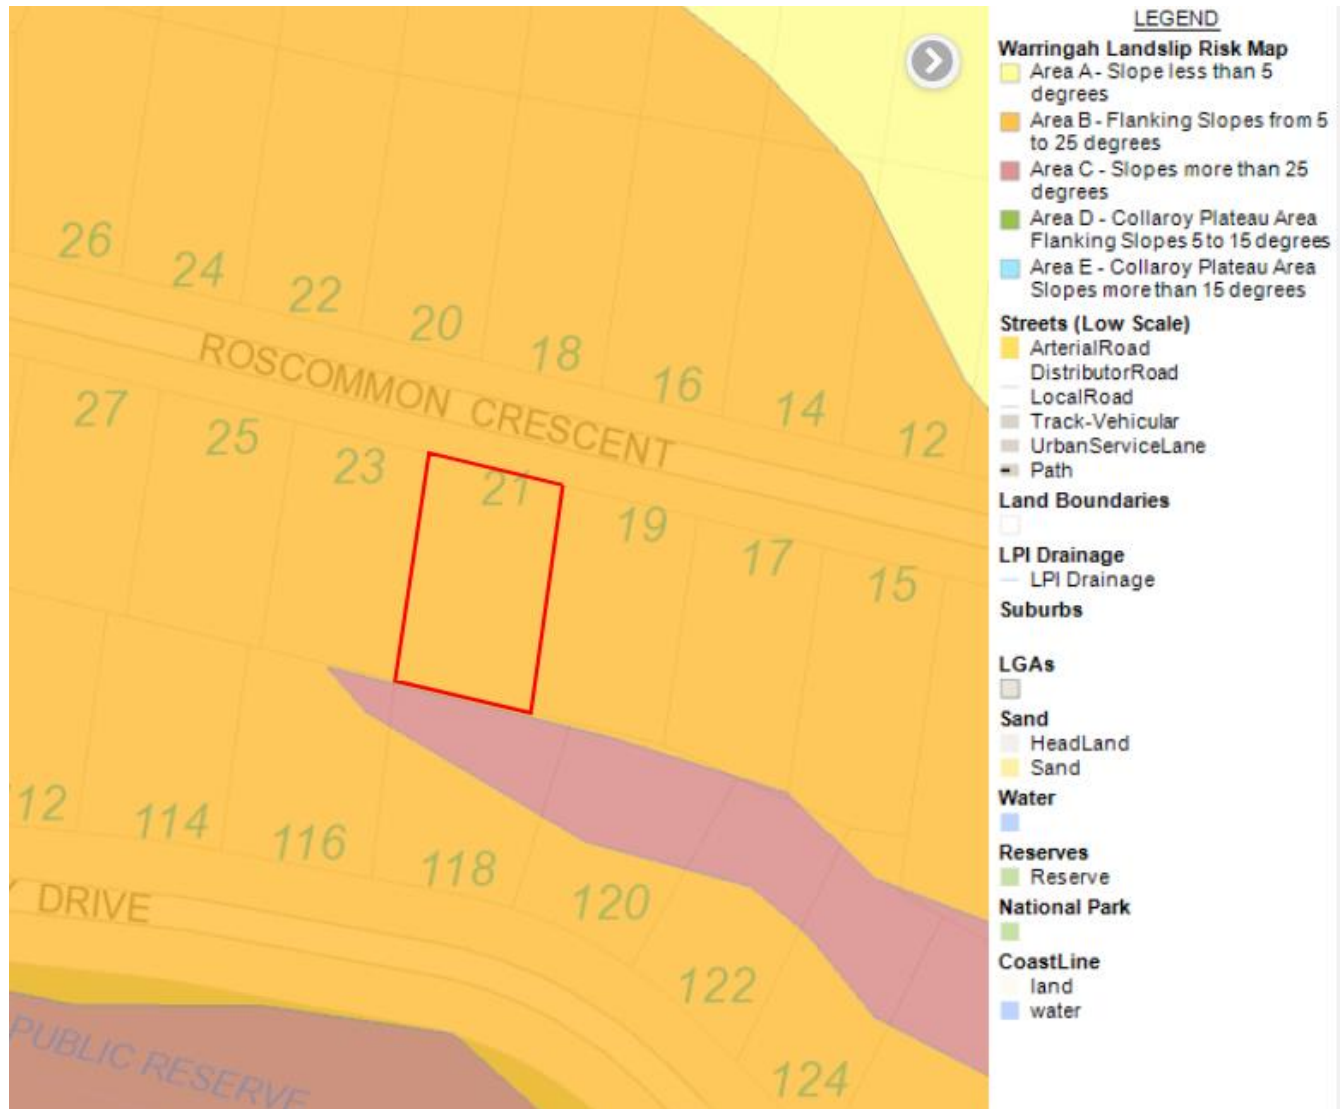 26
24
22
20
18
16
14
12
ROSCOMMON CRESCENT
27
25
23
21
19
17
15
12
114
116
118
120
122
124
Y DRIVE
PUBLIC RESERVE
LEGEND
Warringah Landslip Risk Map
Area A - Slope less than 5
degrees
Area B - Flanking Slopes from 5
to 25 degrees
Area C - Slopes more than 25
degrees
Area D - Collaroy Plateau Area
Flanking Slopes 5 to 15 degrees
Area E - Collaroy Plateau Area
Slopes more than 15 degrees
Streets (Low Scale)
ArterialRoad
DistributorRoad
LocalRoad
Track-Vehicular
UrbanServiceLane
Path
Land Boundaries
LPI Drainage
LPI Drainage
Suburbs
LGAs
Sand
HeadLand
Sand
Water
Reserves
Reserve
National Park
CoastLine
land
water